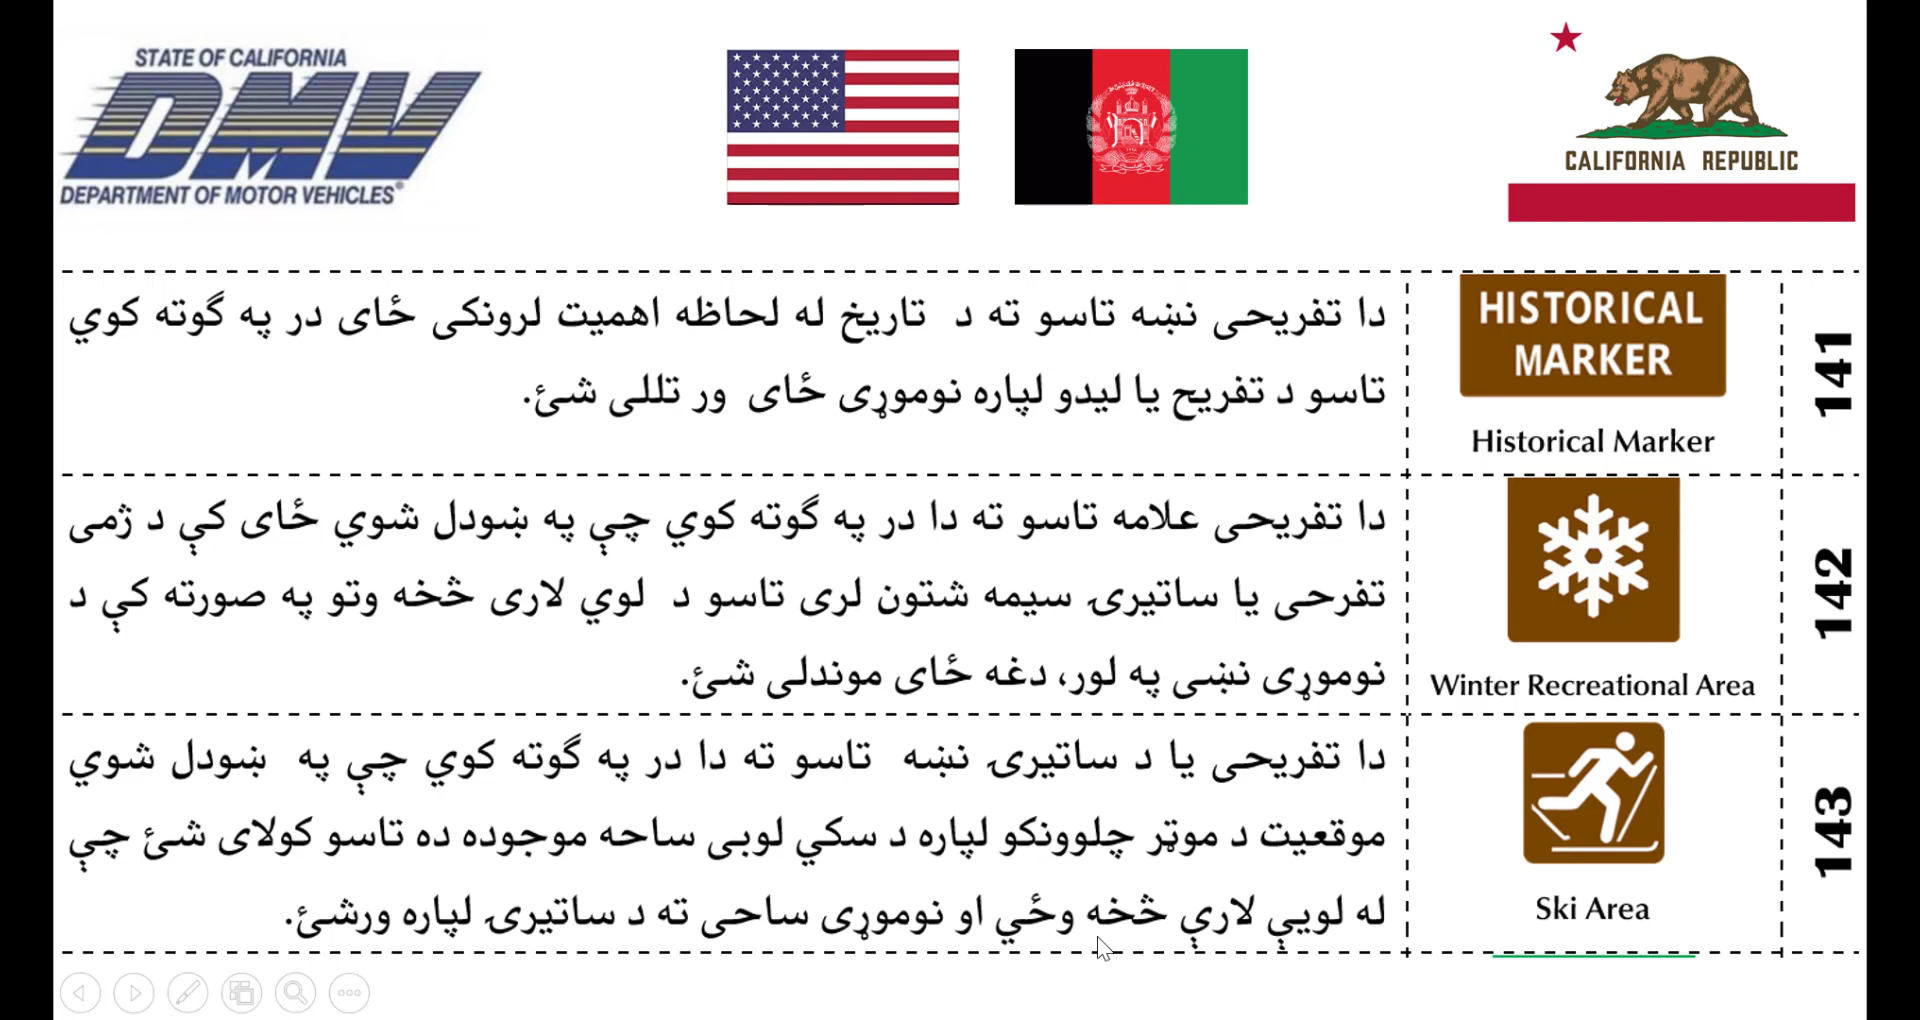 STATE OF CALIFORNIA
DMV
DEPARTMENT OF MOTOR VEHICLES®
CALIFORNIA REPUBLIC
141
HISTORICAL
MARKER
Historical Marker
دا تفریحی نښه تاسو ته د تاریخ له لحاظه اهمیت لرونکی ځای در په گوته کوي
تاسو د تفریح یا لیدو لپاره نوموړی ځای ور تللی شئ.
142
Winter Recreational Area
دا تفریحی علامه تاسو ته دا در په گوته کوي چې په ښودل شوي ځای کې د ژمی
تفرحی یا ساتیرۍ سیمه شتون لری تاسو د لوي لاری څخه وتو په صورته کې د
نوموړی نښی په لور، دغه ځای موندلی شئ.
143
Ski Area
دا تفریحی یا د ساتیرۍ نښه تاسو ته دا در په گوته کوي چې په ښودل شوي
موقعیت د موټر چلوونکو لپاره د سکي لوبی ساحه موجوده ده تاسو کولای شئ چې
له لویې لارې څخه وځي او نوموړی ساحی ته د ساتیرۍ لپاره ورشئ.